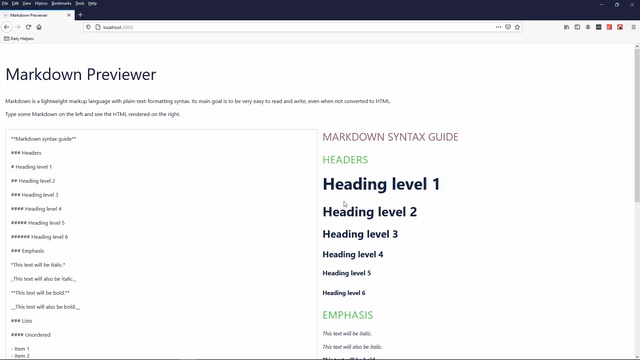 File Edit View History Bookmarks Tools Help
Markdown Previewer
localhost:3000
Daily Helpers
Markdown Previewer
Markdown is a lightweight markup language with plain-text-formatting syntax. Its main goal is to be very easy to read and write, even when not converted to HTML.
Type some Markdown on the left and see the HTML rendered on the right.
**Markdown syntax guide**
### Headers
# Heading level 1
## Heading level 2
### Heading level 3
#### Heading level 4
##### Heading level 5
###### Heading level 6
### Emphasis
*This text will be italic.*
_This text will also be italic._
**This text will be bold.**
__This text will also be bold.__
### Lists
#### Unordered
- Item 1
- Item 2
MARKDOWN SYNTAX GUIDE
HEADERS
Heading level 1
Heading level 2
Heading level 3
Heading level 4
Heading level 5
Heading level 6
EMPHASIS
This text will be italic.
This text will also be italic.
This text will be bold.